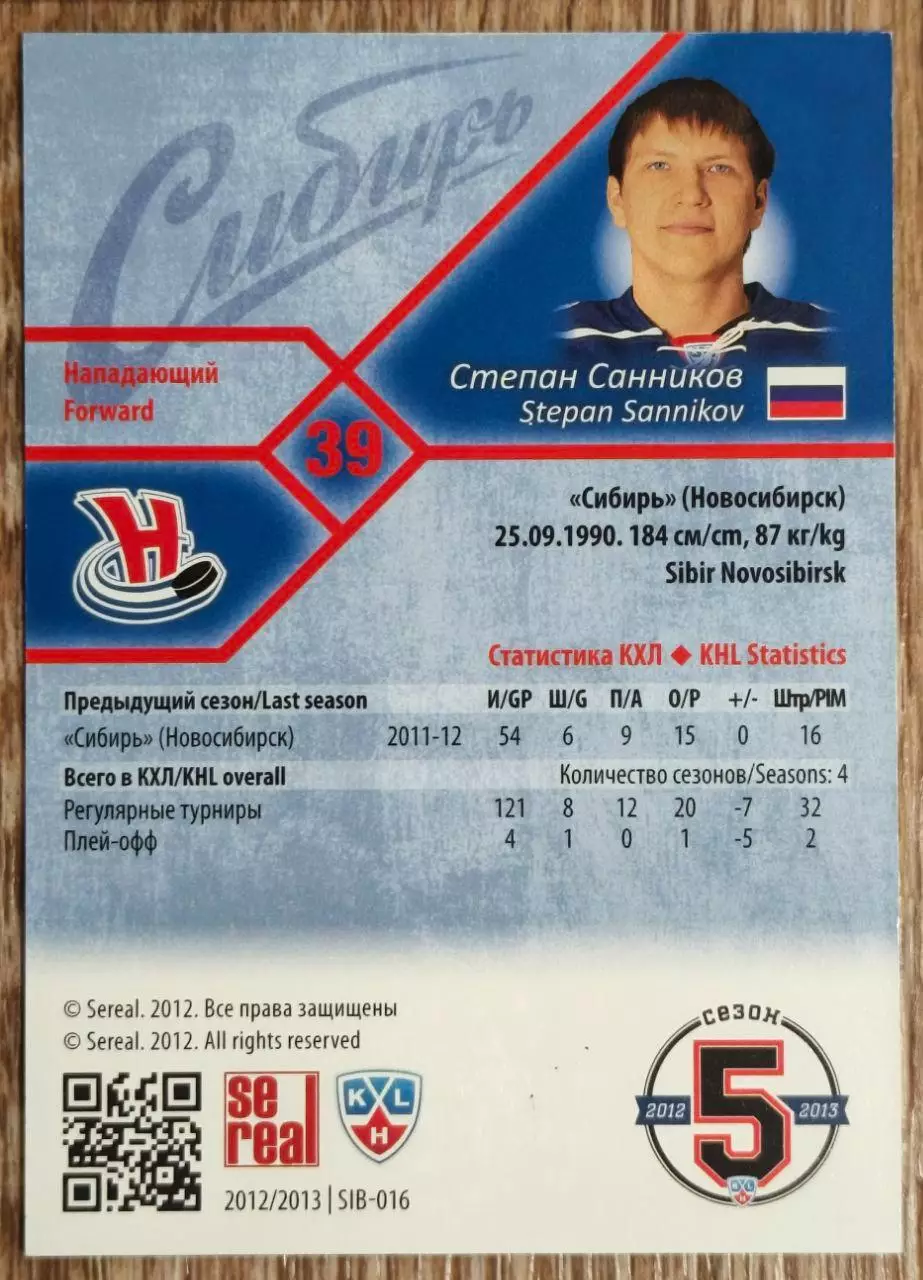 Сибирь
Нападающий
Forward
39
Степан Санников
Stepan Sannikov
Н
«Сибирь» (Новосибирск)
25.09.1990. 184 см/cm, 87 кг/kg
Sibir Novosibirsk
Статистика КХЛ ◆ KHL Statistics
Предыдущий сезон/Last season И/GP Ш/G П/A О/P +/- Штр/PIM
«Сибирь» (Новосибирск) 2011-12 54 6 9 15 0 16
Всего в КХЛ/KHL overall Количество сезонов/Seasons: 4
Регулярные турниры 121 8 12 20 -7 32
Плей-офф 4 1 0 1 -5 2
© Sereal. 2012. Все права защищены
© Sereal. 2012. All rights reserved
se
real
KVL
H
2012/2013 | SIB-016
сезон
2012 5 2013
KVL
H